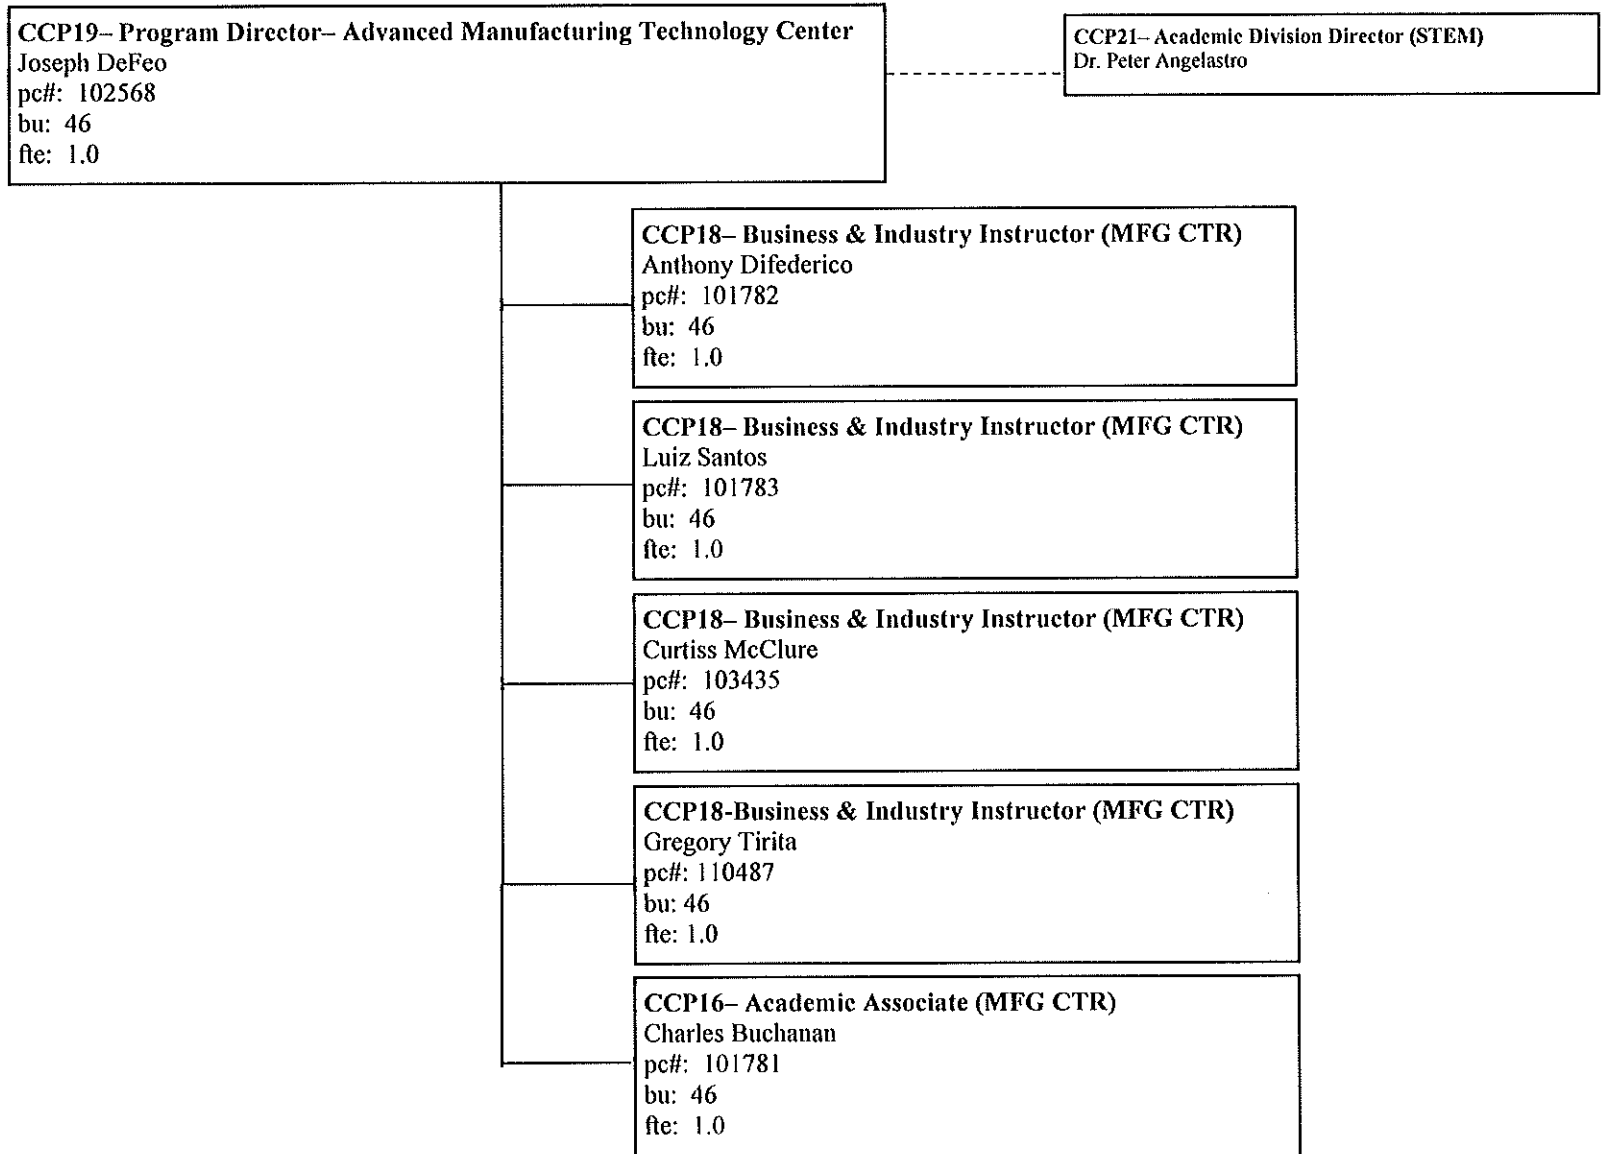 CCP19– Program Director– Advanced Manufacturing Technology Center
Joseph DeFeo
pc#: 102568
bu: 46
fte: 1.0
CCP21– Academic Division Director (STEM)
Dr. Peter Angelastro
CCP18– Business & Industry Instructor (MFG CTR)
Anthony Difederico
pc#: 101782
bu: 46
fte: 1.0
CCP18– Business & Industry Instructor (MFG CTR)
Luiz Santos
pc#: 101783
bu: 46
fte: 1.0
CCP18– Business & Industry Instructor (MFG CTR)
Curtiss McClure
pc#: 103435
bu: 46
fte: 1.0
CCP18-Business & Industry Instructor (MFG CTR)
Gregory Tirita
pc#: 110487
bu: 46
fte: 1.0
CCP16– Academic Associate (MFG CTR)
Charles Buchanan
pc#: 101781
bu: 46
fte: 1.0